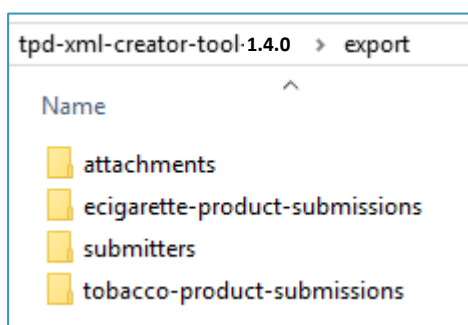 tpd-xml-creator-tool-1.4.0 > export
Name
attachments
ecigarette-product-submissions
submitters
tobacco-product-submissions